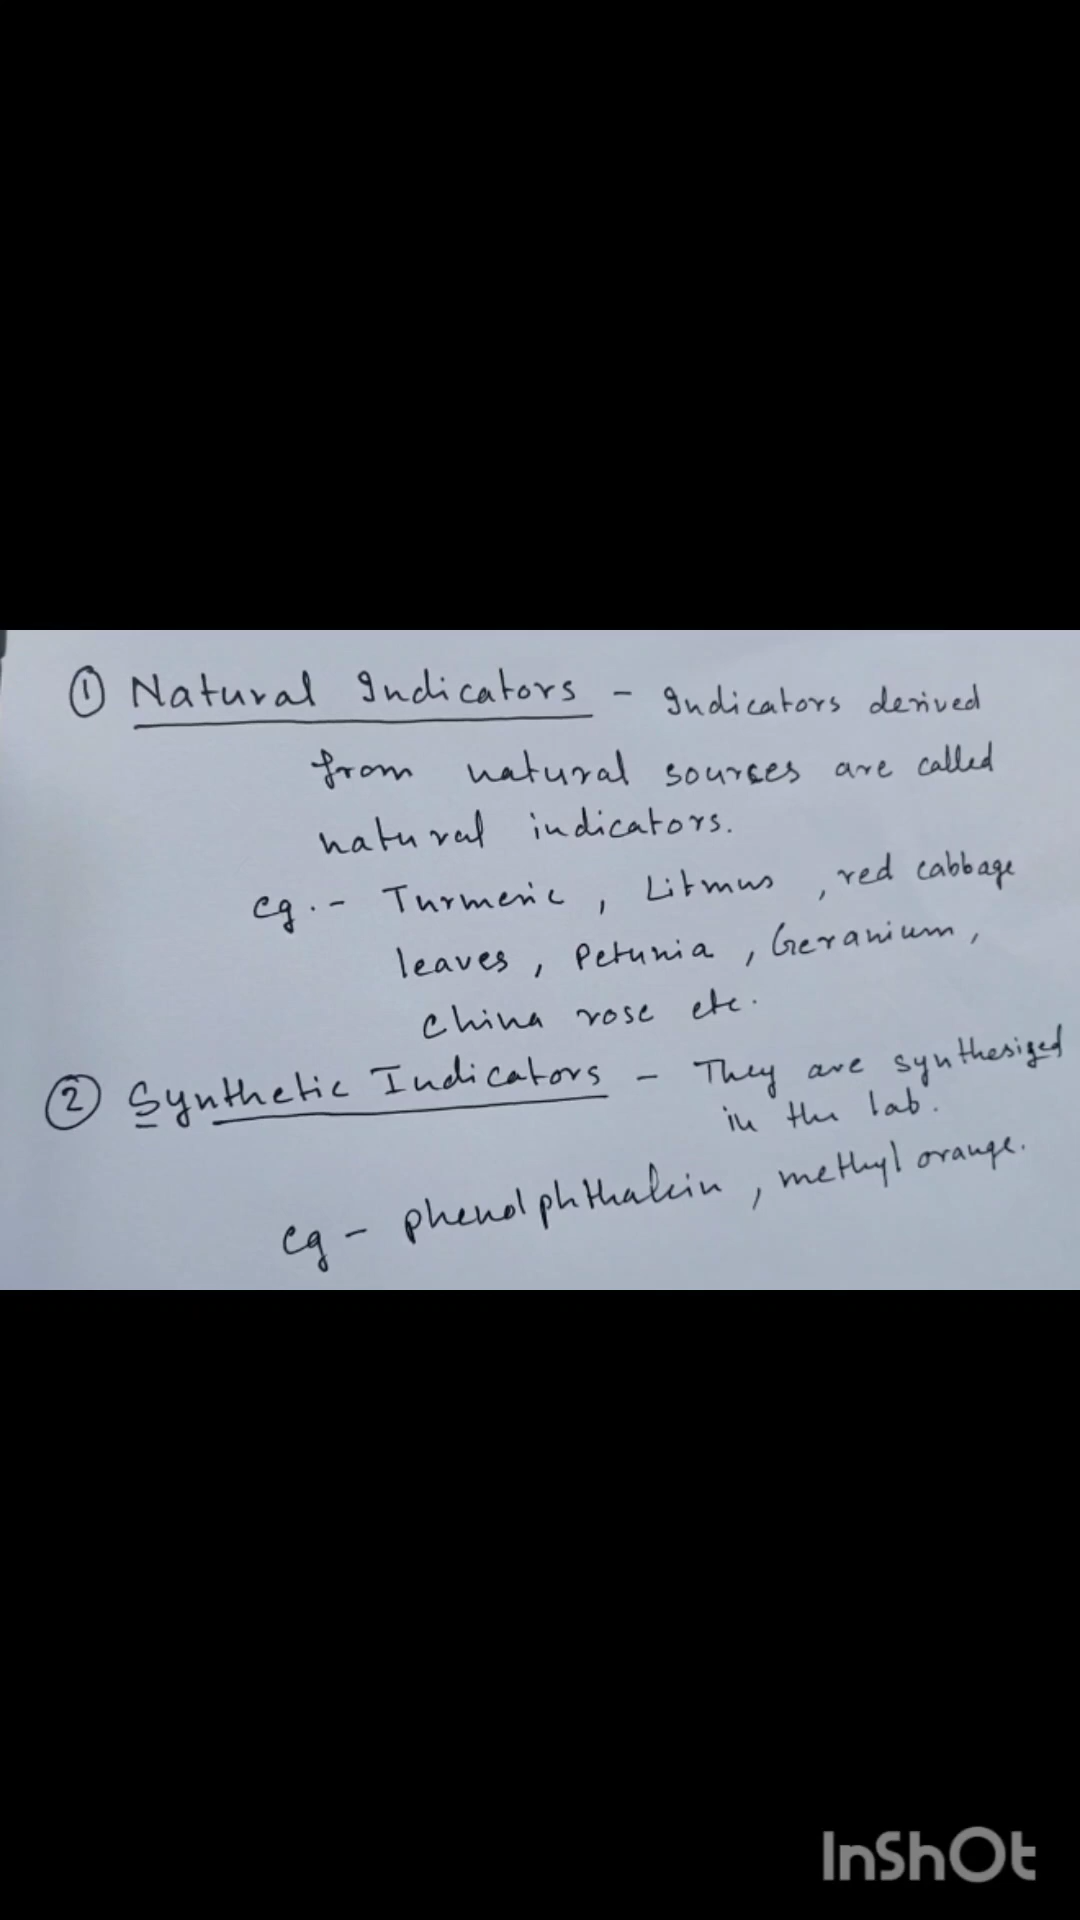 ① Natural Indicators - Indicators derived
from natural sources are called
natural indicators.
eg. - Turmeric, Litmus, red cabbage
leaves, Petunia, Geranium,
China rose etc.
② Synthetic Indicators - They are synthesized
in the lab.
eg - phenolphthalein, methyl orange.
InShOt